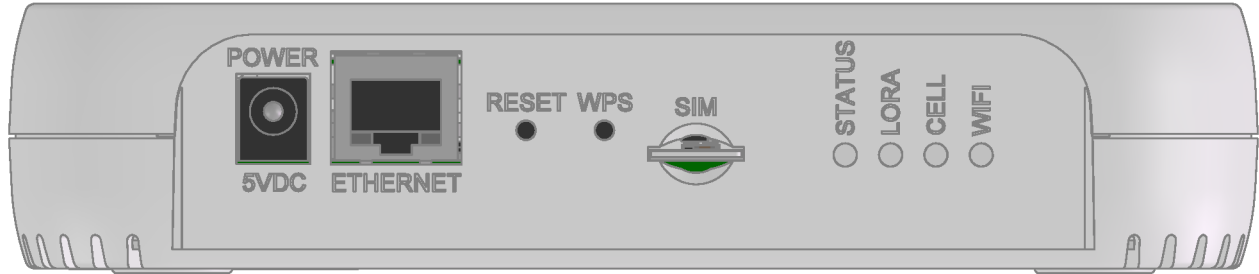 POWER
5VDC
ETHERNET
RESET
WPS
SIM
STATUS
LORA
CELL
WIFI